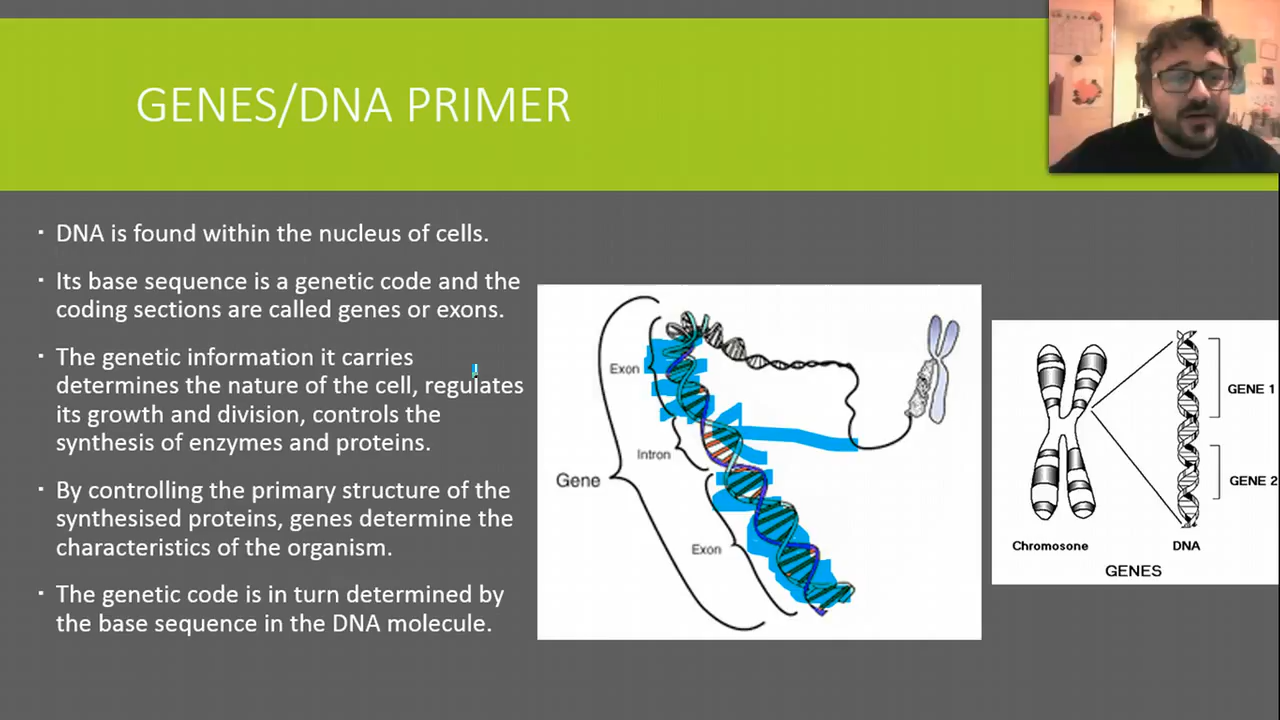 GENES/DNA PRIMER
DNA is found within the nucleus of cells.
Its base sequence is a genetic code and the
coding sections are called genes or exons.
The genetic information it carries
determines the nature of the cell, regulates
its growth and division, controls the
synthesis of enzymes and proteins.
By controlling the primary structure of the
synthesised proteins, genes determine the
characteristics of the organism.
The genetic code is in turn determined by
the base sequence in the DNA molecule.
Exon
Intron
Gene
Exon
GENE 1
GENE 2
Chromosone
DNA
GENES